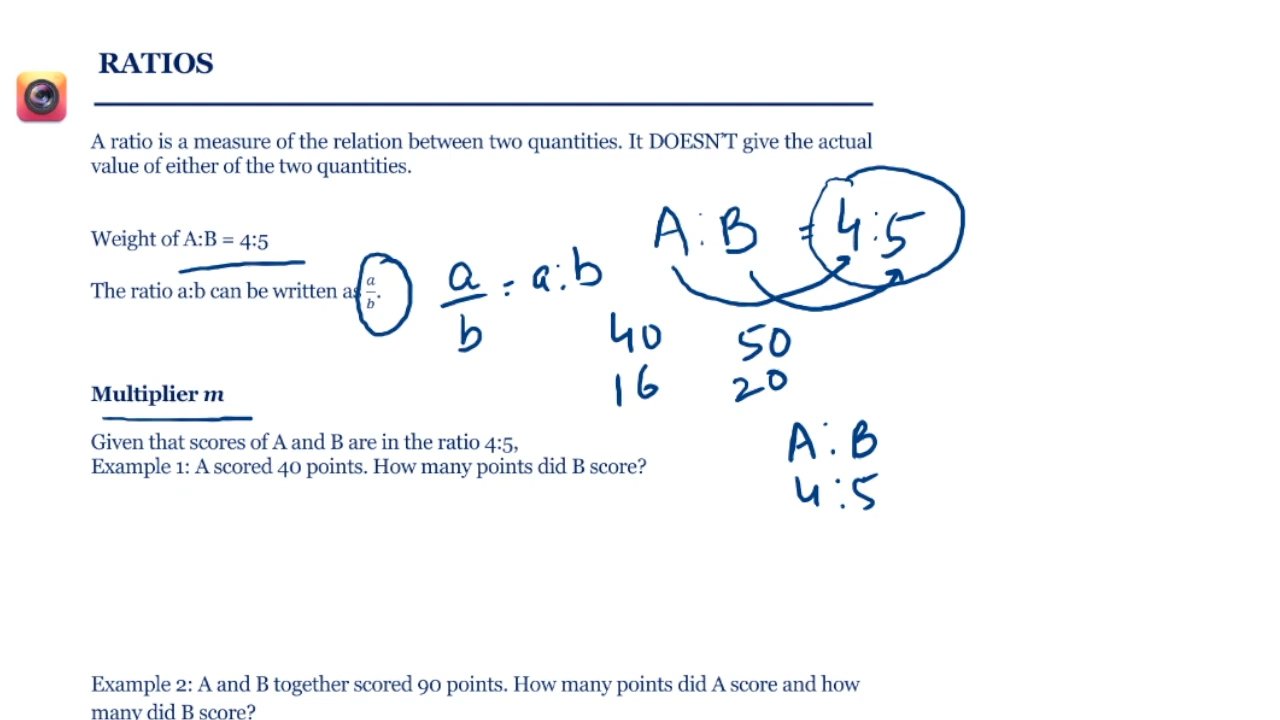 RATIOS
A ratio is a measure of the relation between two quantities. It DOESN'T give the actual
value of either of the two quantities.
A:B = 4:5
Weight of A:B = 4:5
a/b = a:b
The ratio a:b can be written as a/b.
40 50
16 20
Multiplier m
A:B
Given that scores of A and B are in the ratio 4:5,
Example 1: A scored 40 points. How many points did B score?
4:5
Example 2: A and B together scored 90 points. How many points did A score and how
many did B score?